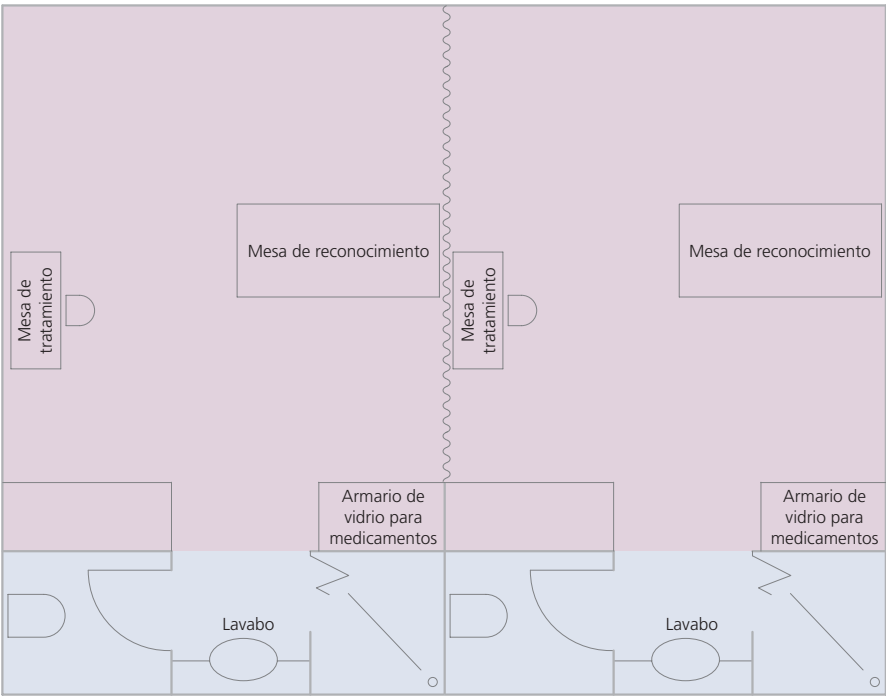 Mesa de reconocimiento
Mesa de
tratamiento
Armario de
vidrio para
medicamentos
Lavabo
Mesa de reconocimiento
Mesa de
tratamiento
Armario de
vidrio para
medicamentos
Lavabo